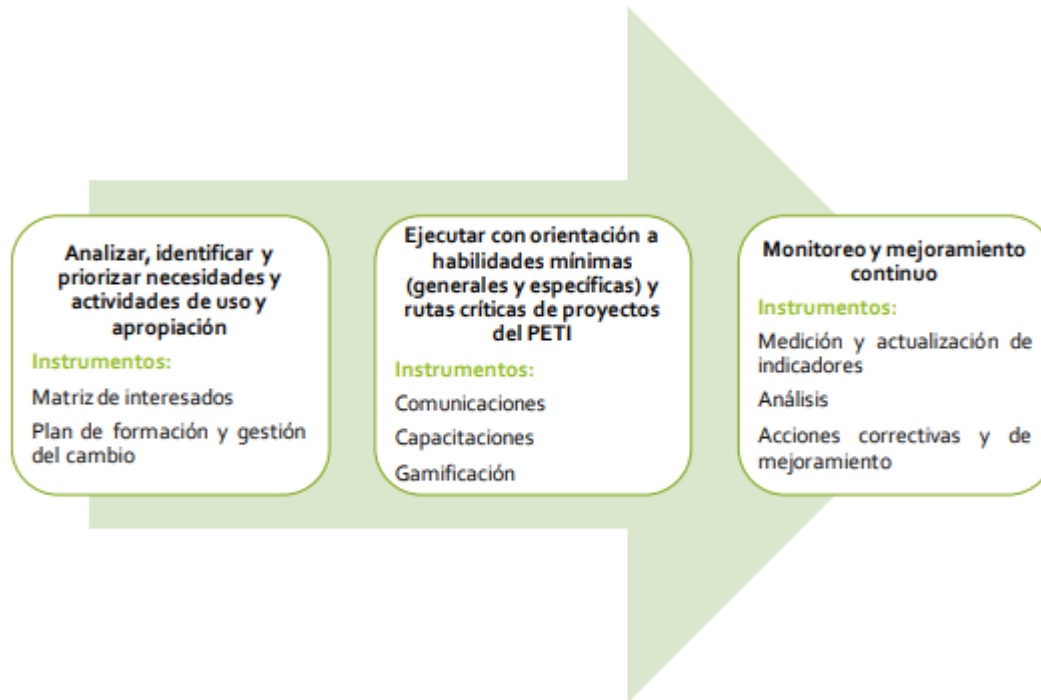 Analizar, identificar y
priorizar necesidades y
actividades de uso y
apropiación
Instrumentos:
Matriz de interesados
Plan de formación y gestión
del cambio
Ejecutar con orientación a
habilidades mínimas
(generales y específicas) y
rutas críticas de proyectos
del PETI
Instrumentos:
Comunicaciones
Capacitaciones
Gamificación
Monitoreo y mejoramiento
continuo
Instrumentos:
Medición y actualización de
indicadores
Análisis
Acciones correctivas y de
mejoramiento